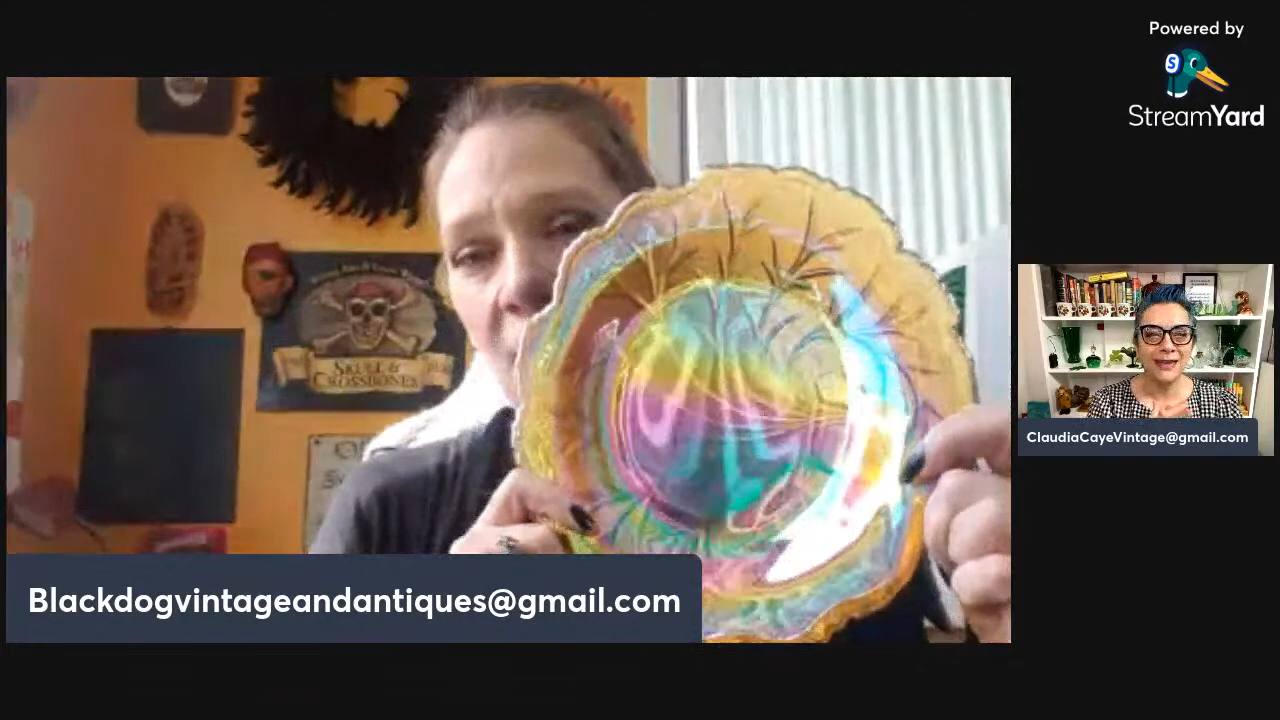 Powered by
StreamYard
SKULL &
CROSSBONES
ClaudiaCayeVintage@gmail.com
Blackdogvintageandantiques@gmail.com